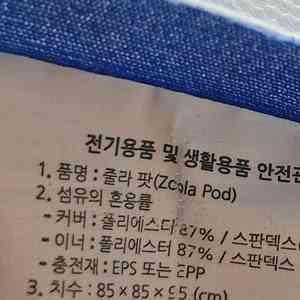 전기용품 및 생활용품 안전관
1. 품명 : 줄라 팟(Zoola Pod)
2. 섬유의 혼용률
- 커버 : 폴리에스터 87% / 스판덱스
- 이너 : 폴리에스터 87% / 스판덱
- 충전재 : EPS 또는 EPP
3. 치수 : 85 x 85 x 95 (cm)